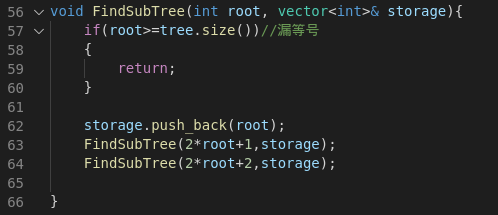 56 void FindSubTree(int root, vector<int>& storage){
57     if(root>=tree.size())//漏等号
58     {
59         return;
60     }
61
62     storage.push_back(root);
63     FindSubTree(2*root+1,storage);
64     FindSubTree(2*root+2,storage);
65
66 }